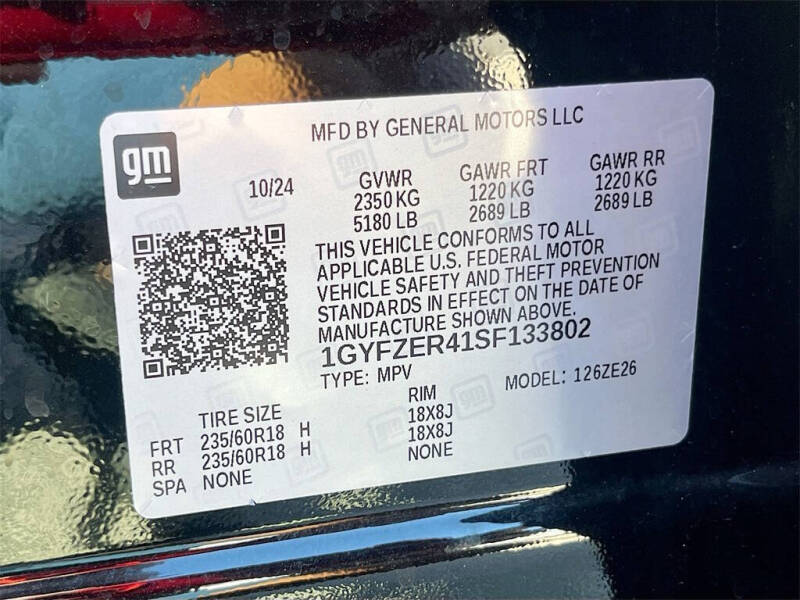 MFD BY GENERAL MOTORS LLC
gm
10/24
GVWR GAWR FRT GAWR RR
2350 KG 1220 KG 1220 KG
5180 LB 2689 LB 2689 LB
THIS VEHICLE CONFORMS TO ALL
APPLICABLE U.S. FEDERAL MOTOR
VEHICLE SAFETY AND THEFT PREVENTION
STANDARDS IN EFFECT ON THE DATE OF
MANUFACTURE SHOWN ABOVE.
1GYFZER41SF133802
TYPE: MPV MODEL: 126ZE26
TIRE SIZE RIM
FRT 235/60R18 H 18X8J
RR 235/60R18 H 18X8J
SPA NONE NONE